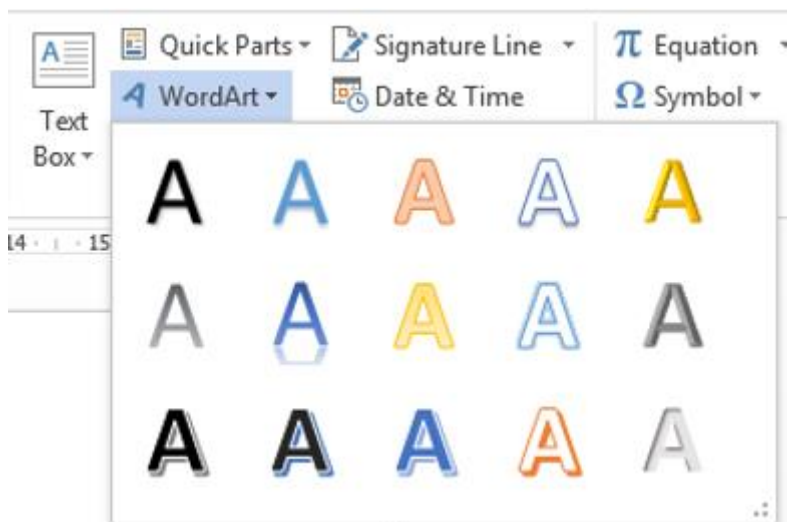 Quick Parts
Signature Line
π Equation
WordArt
Date & Time
Ω Symbol
Text
Box
14 15
A A A A A
A A A A A
A A A A A